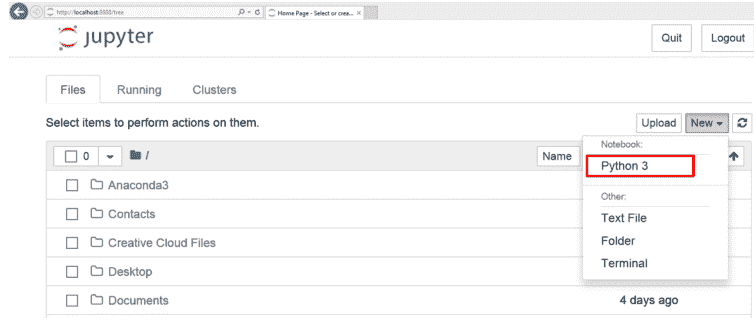 http://localhost:8888/tree
Home Page - Select or crea...
jupyter
Quit
Logout
Files
Running
Clusters
Select items to perform actions on them.
Upload
New
0
/
Name
Notebook:
Python 3
Other:
Text File
Folder
Terminal
Anaconda3
Contacts
Creative Cloud Files
Desktop
Documents
4 days ago